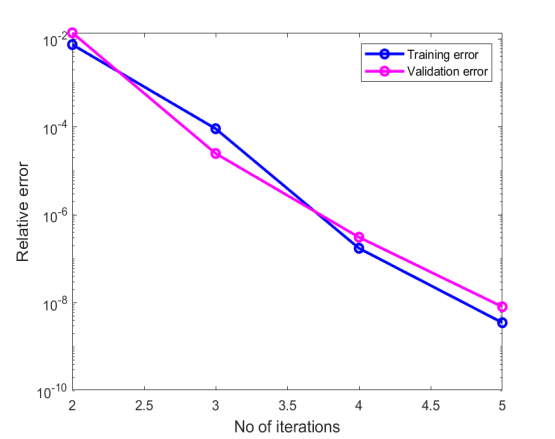 Training error
Validation error
10^-2
10^-4
10^-6
10^-8
10^-10
Relative error
2 2.5 3 3.5 4 4.5 5
No of iterations